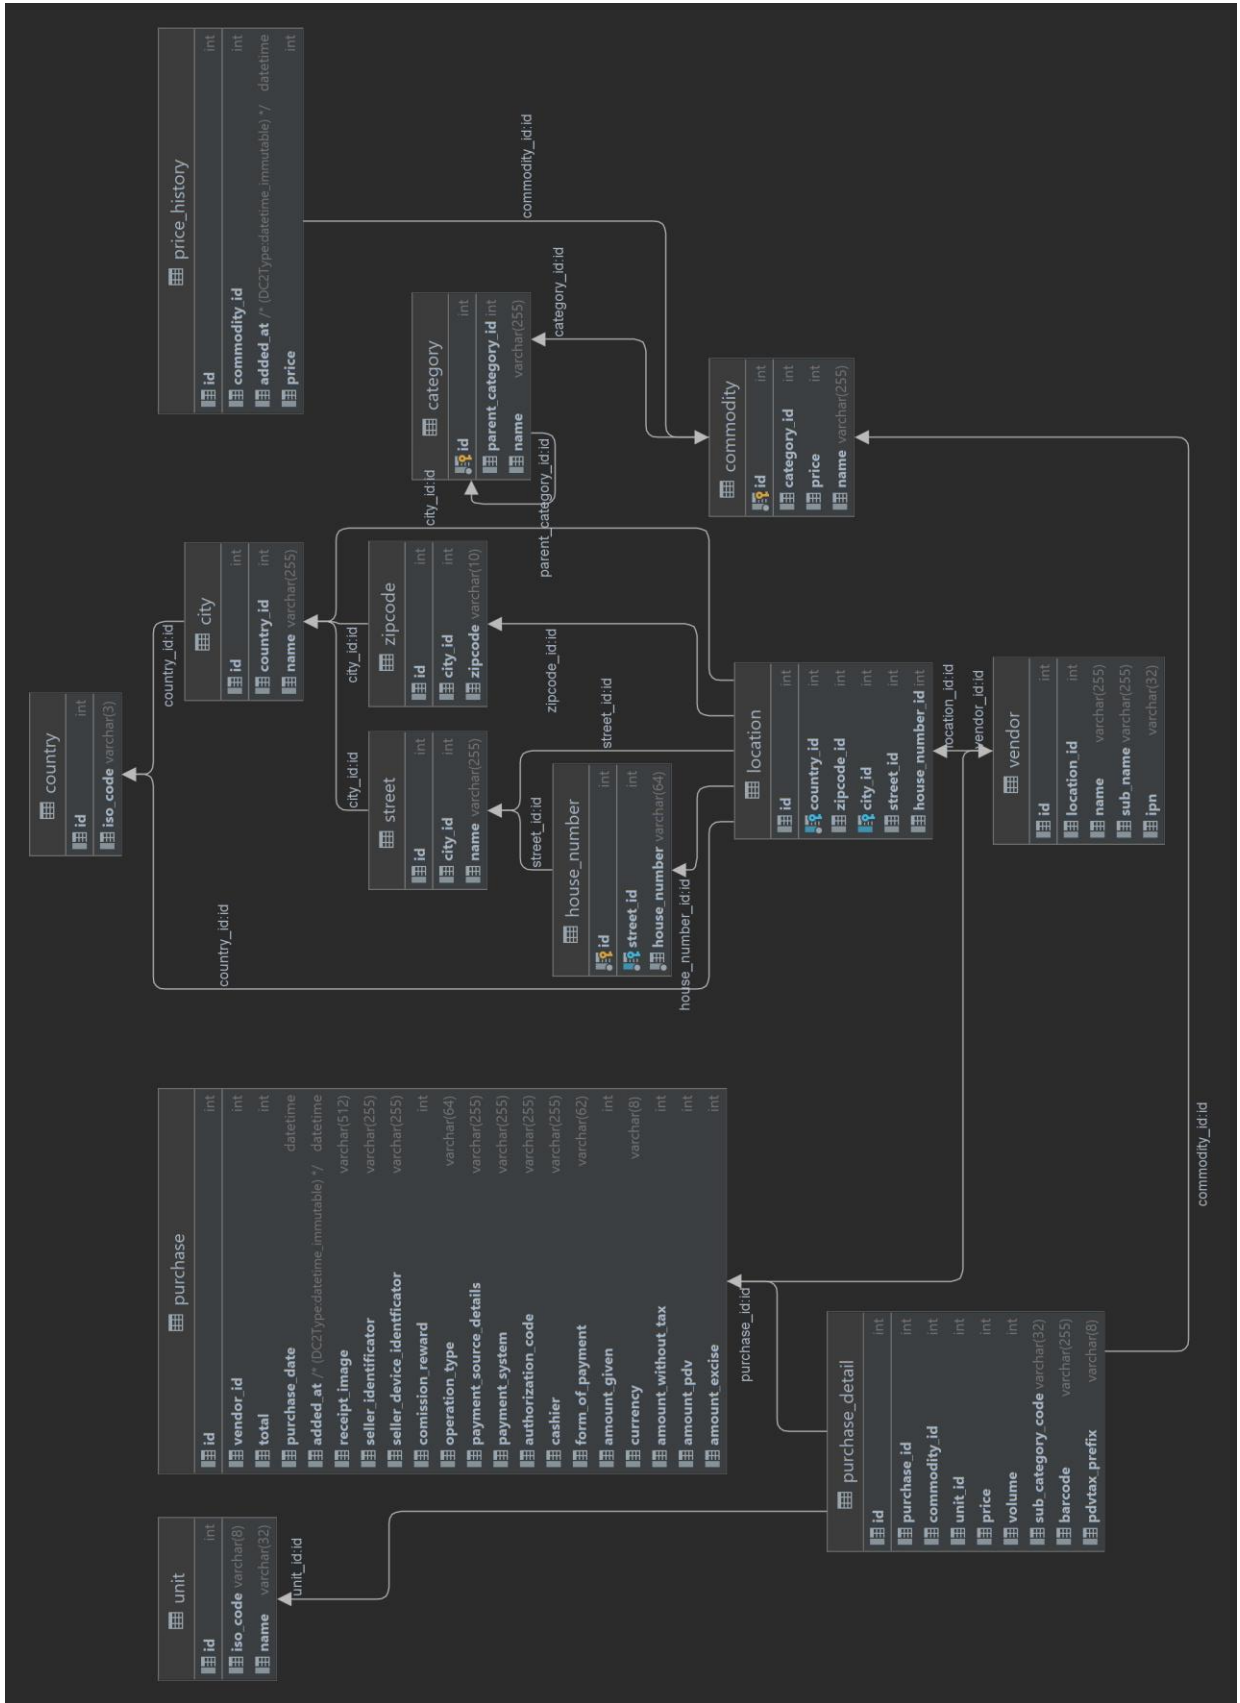 country
id int
iso_code varchar(3)
country_id:id
country_id:id
unit
id int
iso_code varchar(8)
name varchar(32)
unit_id:id
purchase
id int
vendor_id int
total int
purchase_date datetime
added_at /* (DC2Type:datetime_immutable) */ datetime
receipt_image varchar(512)
seller_identificator varchar(255)
seller_device_identficator varchar(255)
comission_reward int
operation_type varchar(64)
payment_source_details varchar(255)
payment_system varchar(255)
authorization_code varchar(255)
cashier varchar(255)
form_of_payment varchar(62)
amount_given int
currency varchar(8)
amount_without_tax int
amount_pdv int
amount_excise int
purchase_id:id
city
id int
country_id int
name varchar(255)
city_id:id
city_id:id
city_id:id
street
id int
city_id int
name varchar(255)
street_id:id
street_id:id
zipcode
id int
city_id int
zipcode varchar(10)
zipcode_id:id
house_number
id int
street_id int
house_number varchar(64)
house_number_id:id
price_history
id int
commodity_id int
added_at /* (DC2Type:datetime_immutable) */ datetime
price int
commodity_id:id
category
id int
parent_category_id int
name varchar(255)
parent_category_id:id
category_id:id
commodity
id int
category_id int
price int
name varchar(255)
location
id int
country_id int
zipcode_id int
city_id int
street_id int
house_number_id int
location_id:id
vendor_id:id
vendor
id int
location_id int
name varchar(255)
sub_name varchar(255)
ipn varchar(32)
purchase_detail
id int
purchase_id int
commodity_id int
unit_id int
price int
volume int
sub_category_code varchar(32)
barcode varchar(255)
pdvtax_prefix varchar(8)
commodity_id:id